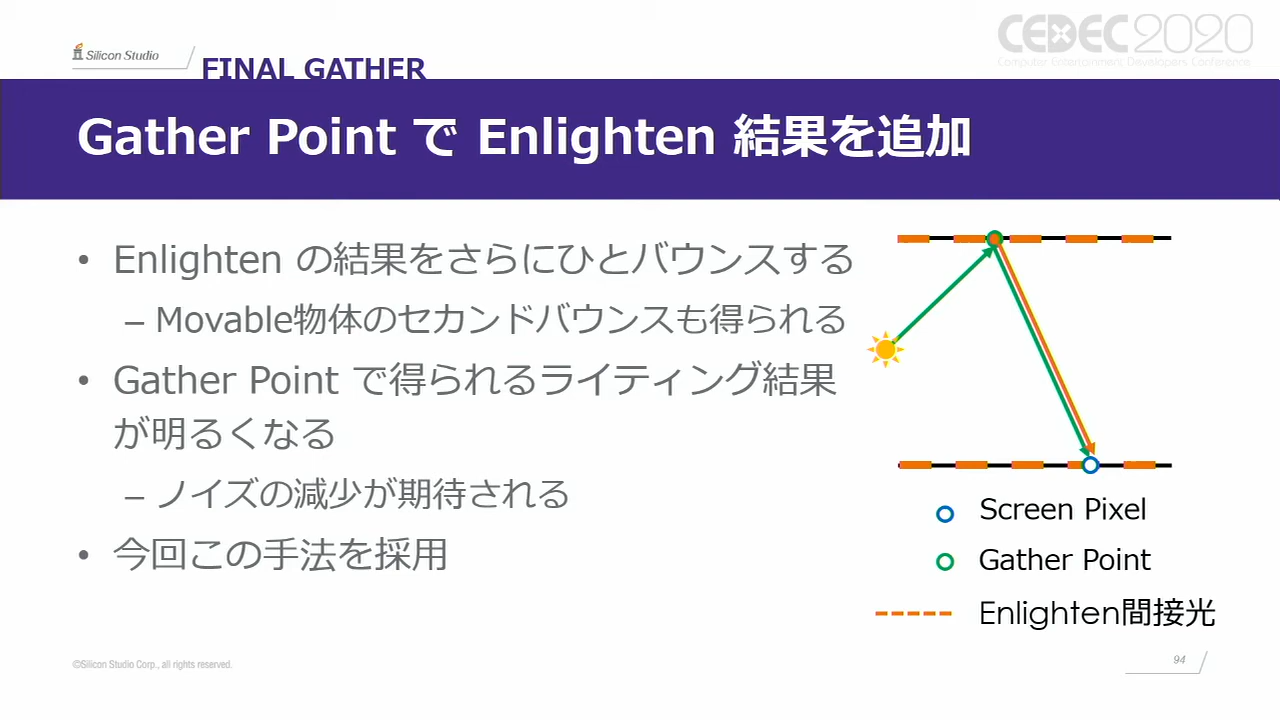 CEDEC2020
Computer Entertainment Developers Conference
Silicon Studio
FINAL GATHER
Gather Point で Enlighten 結果を追加
• Enlighten の結果をさらにひとバウンスする
– Movable物体のセカンドバウンスも得られる
• Gather Point で得られるライティング結果
が明るくなる
– ノイズの減少が期待される
• 今回この手法を採用
Screen Pixel
Gather Point
Enlighten間接光
©Silicon Studio Corp., all rights reserved.
94